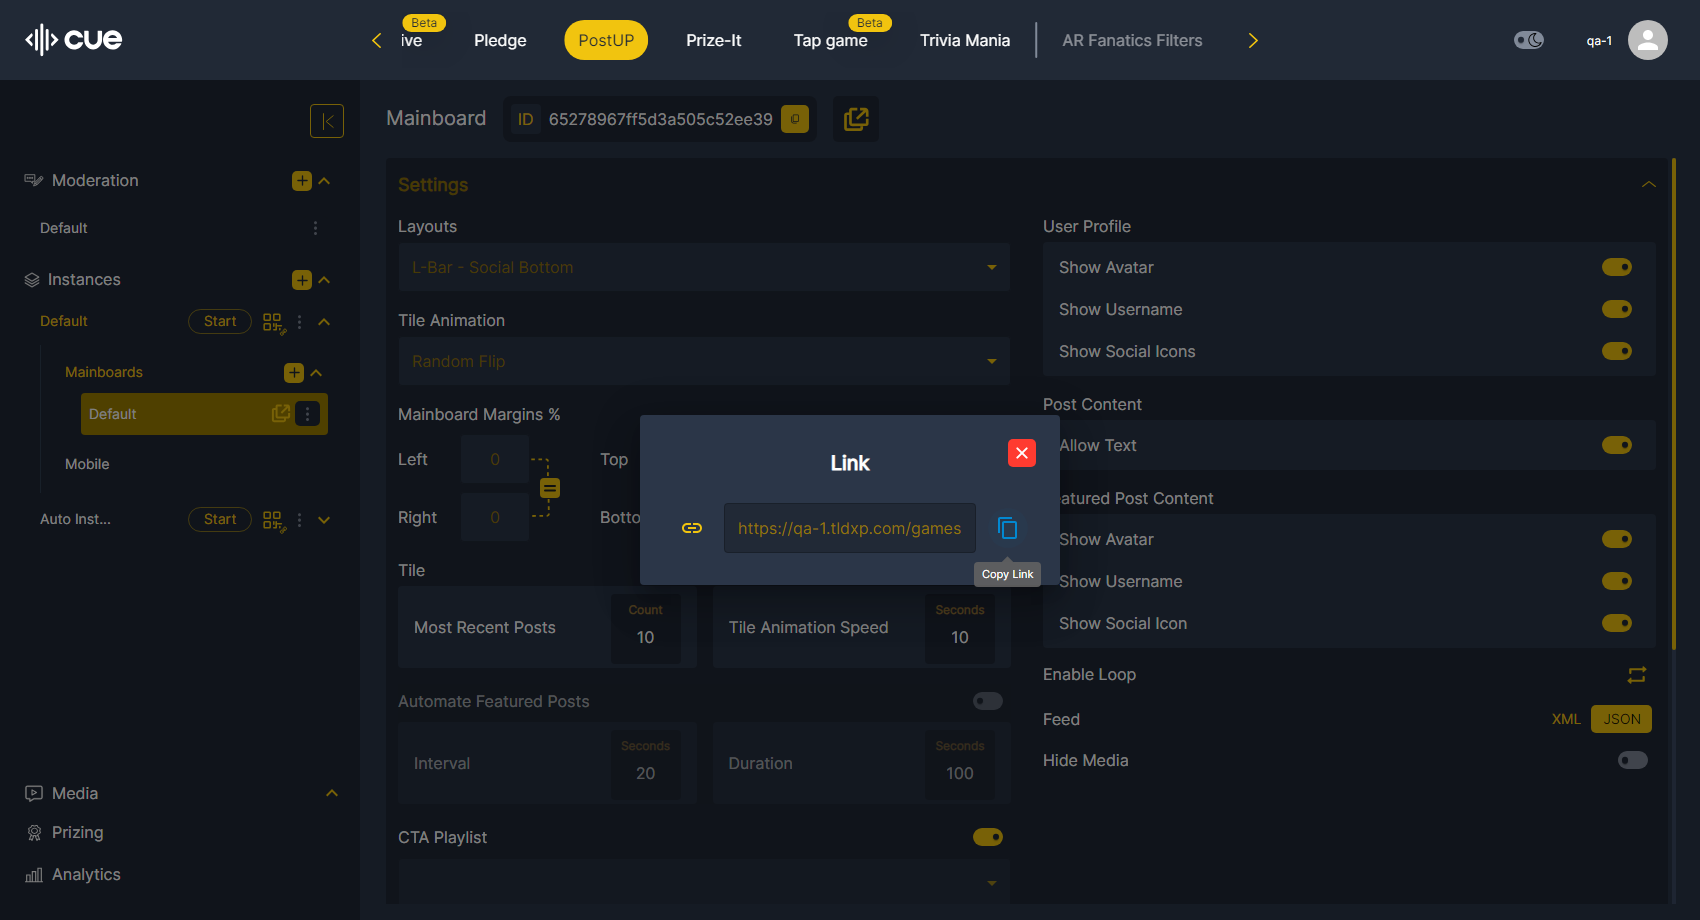 cue
Beta
ive
Pledge
PostUP
Prize-It
Beta
Tap game
Trivia Mania
AR Fanatics Filters
qa-1
Moderation
Default
Instances
Default
Start
Mainboards
Default
Mobile
Auto Inst...
Start
Media
Prizing
Analytics
Mainboard
ID
65278967ff5d3a505c52ee39
Settings
Layouts
L-Bar - Social Bottom
Tile Animation
Random Flip
Mainboard Margins %
Left
0
Top
Right
0
Botto
Tile
Most Recent Posts
Count
10
Tile Animation Speed
Seconds
10
Automate Featured Posts
Interval
Seconds
20
Duration
Seconds
100
CTA Playlist
User Profile
Show Avatar
Show Username
Show Social Icons
Post Content
Allow Text
atured Post Content
Show Avatar
Show Username
Show Social Icon
Enable Loop
Feed
XML
JSON
Hide Media
Link
https://qa-1.tldxp.com/games
Copy Link